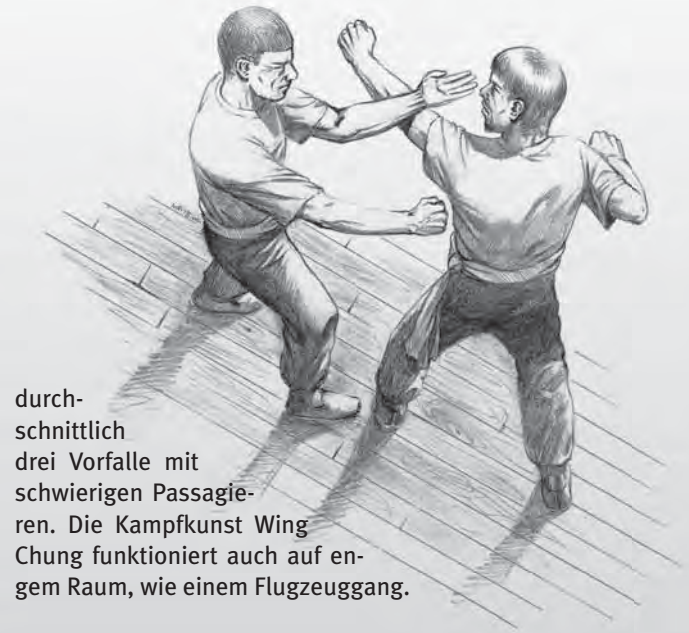 durch-
schnittlich
drei Vorfalle mit
schwierigen Passagie-
ren. Die Kampfkunst Wing
Chung funktioniert auch auf en-
gem Raum, wie einem Flugzeuggang.